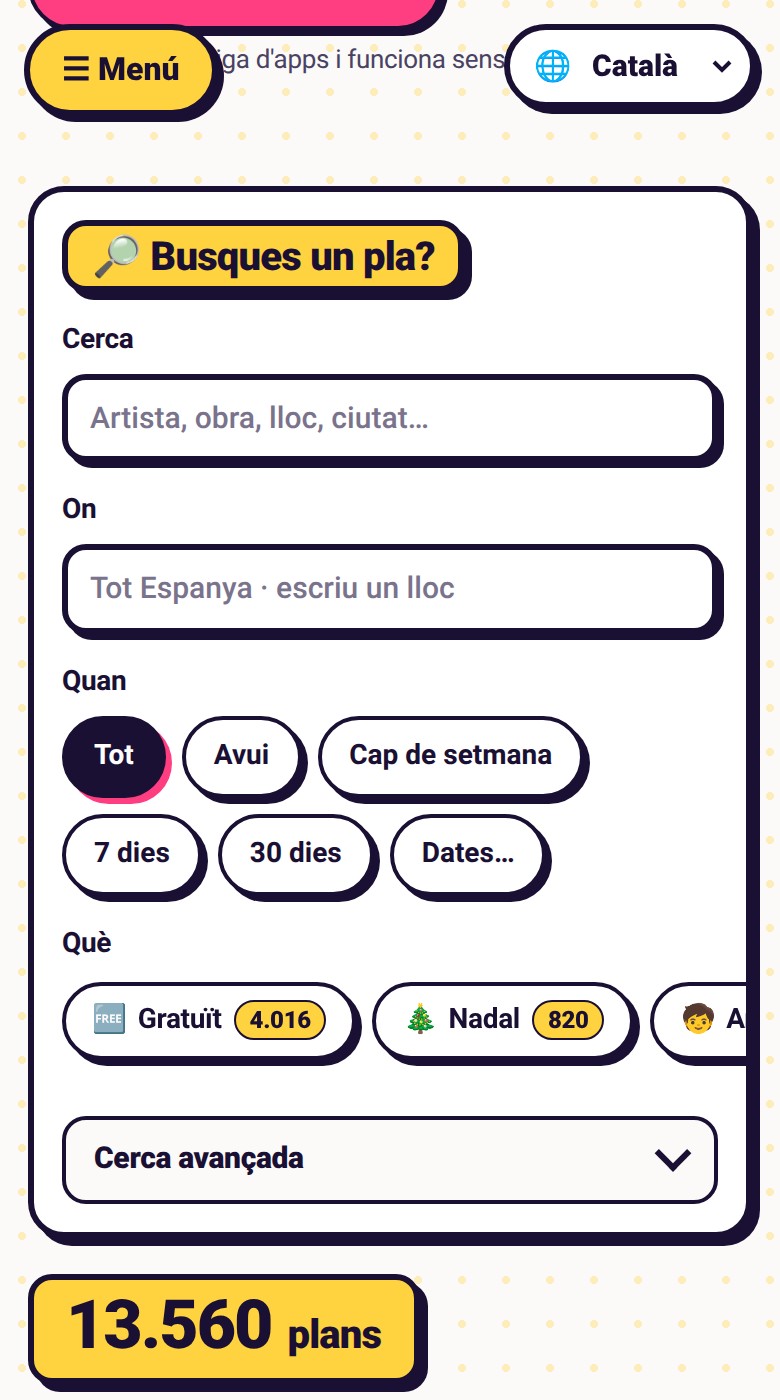 ☰ Menú
iga d'apps i funciona sens
Català
Busques un pla?
Cerca
Artista, obra, lloc, ciutat…
On
Tot Espanya · escriu un lloc
Quan
Tot Avui Cap de setmana
7 dies 30 dies Dates…
Què
FREE Gratuït 4.016 Nadal 820
Cerca avançada
13.560 plans